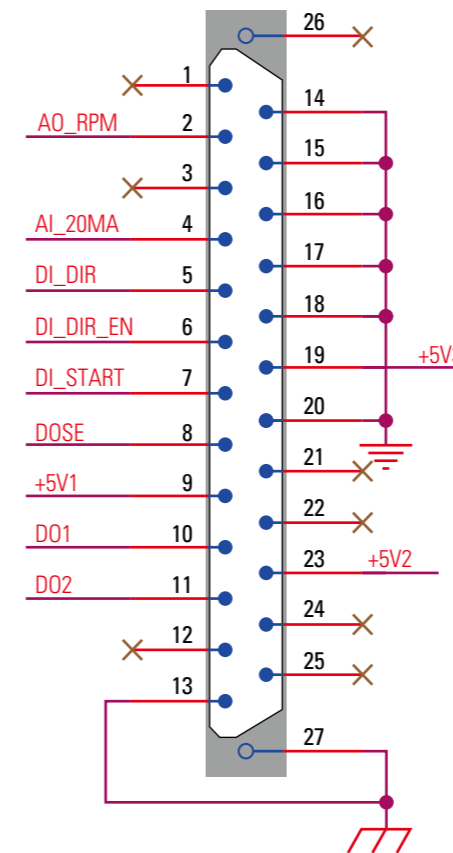 26
1
14
AO_RPM
2
15
3
16
AI_20MA
4
17
DI_DIR
5
18
DI_DIR_EN
6
19
+5V3
DI_START
7
20
DOSE
8
21
+5V1
9
22
DO1
10
23
+5V2
DO2
11
24
12
25
13
27